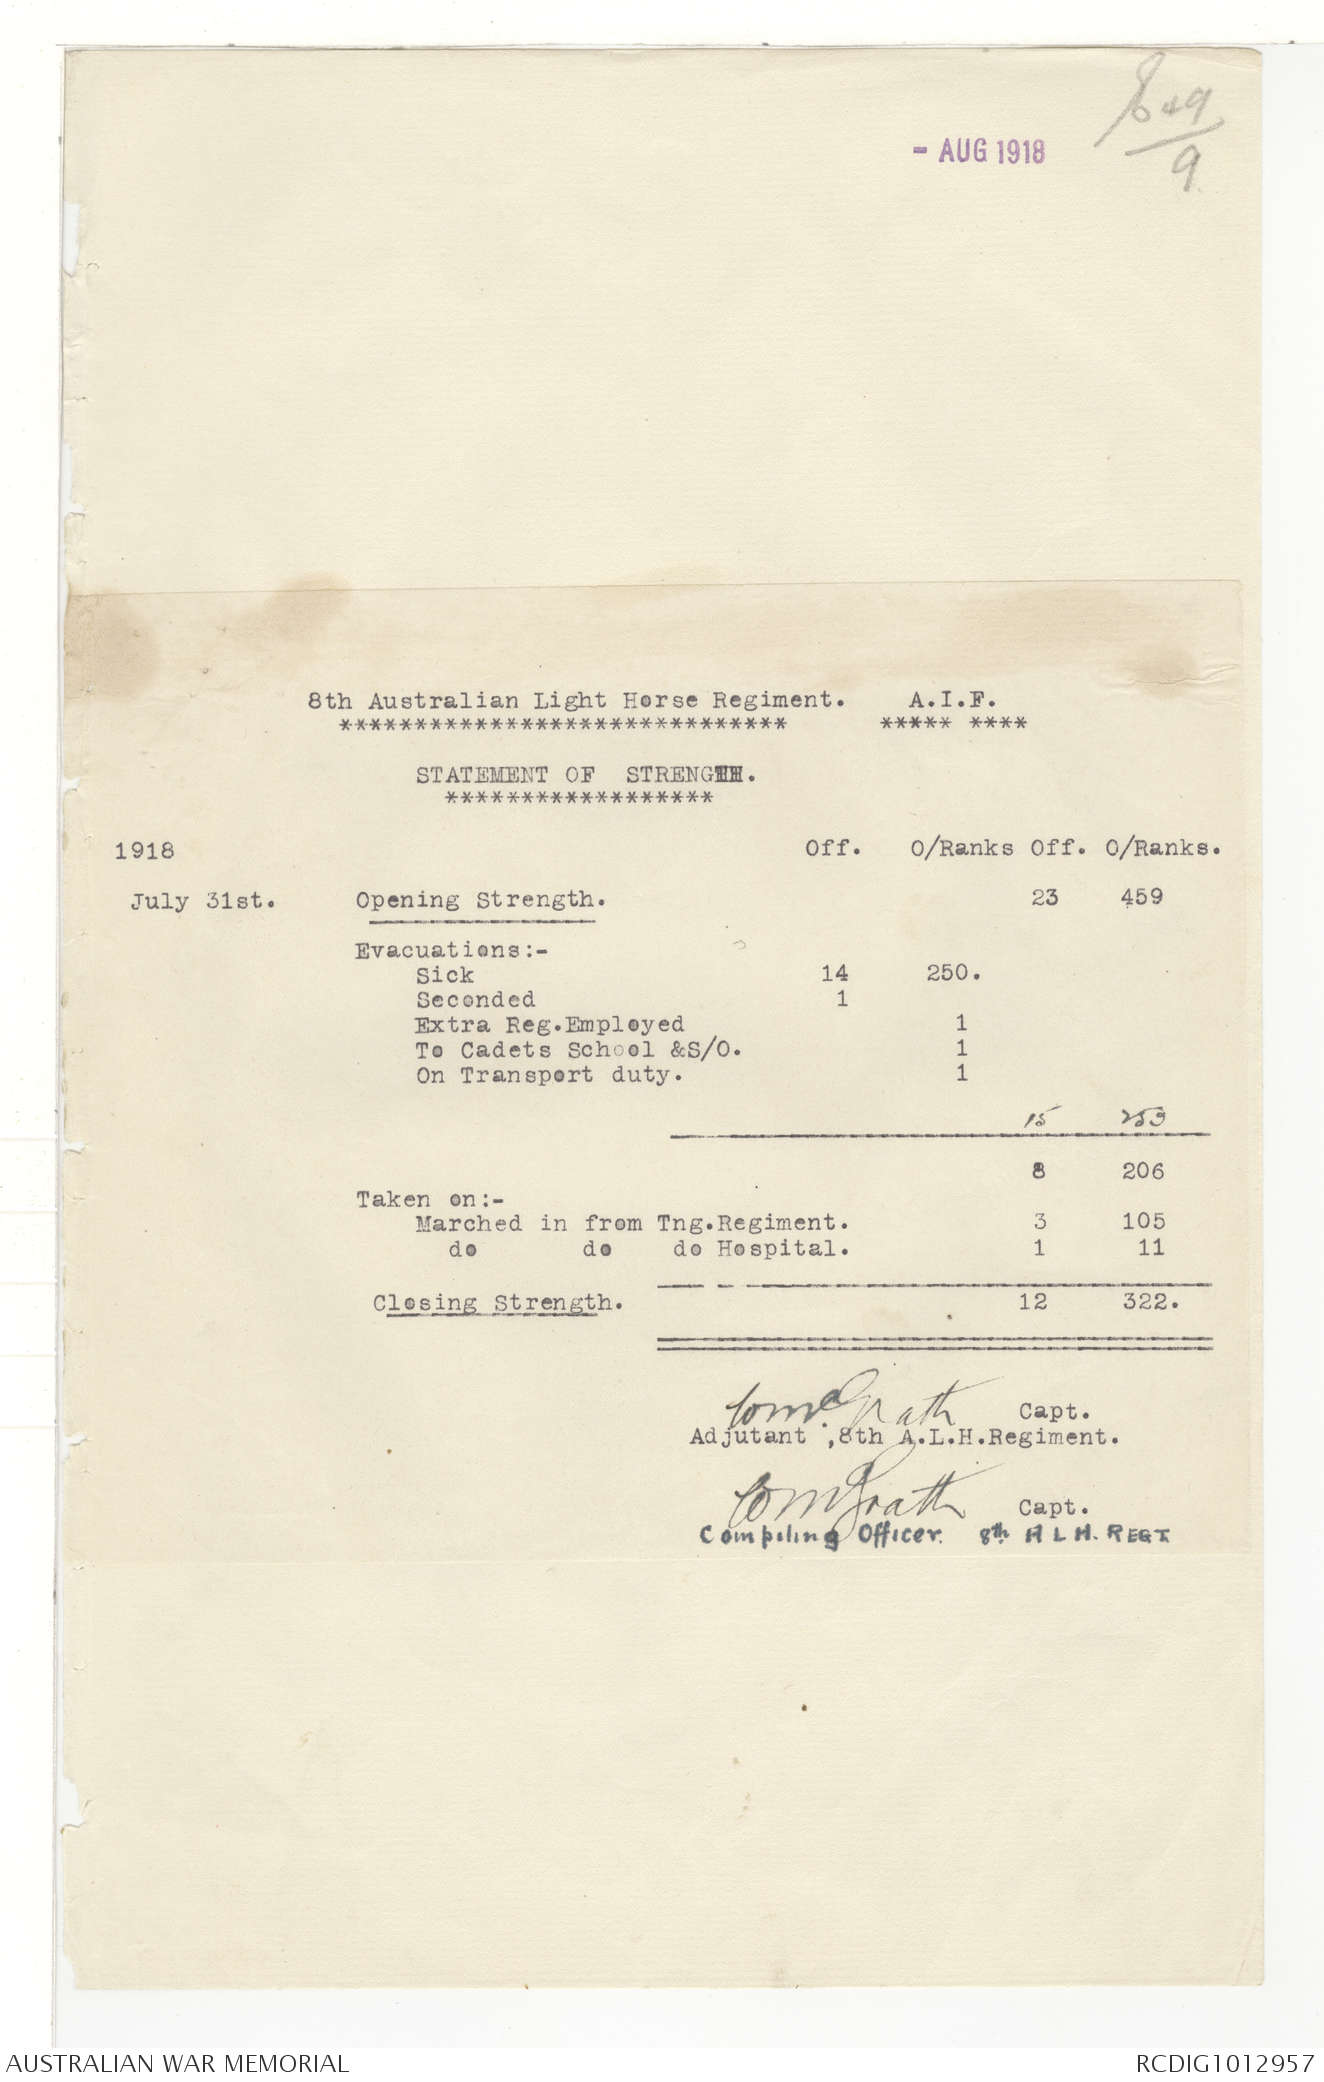 - AUG 1918
8th Australian Light Horse Regiment. A.I.F.
****************************** ***** ****
STATEMENT OF STRENGTH.
******************
1918 Off. O/Ranks Off. O/Ranks.
July 31st. Opening Strength. 23 459
Evacuations:-
Sick 14 250.
Seconded 1
Extra Reg.Employed 1
To Cadets School &S/O. 1
On Transport duty. 1
15 253
8 206
Taken on:-
Marched in from Tng.Regiment. 3 105
do do do Hospital. 1 11
Closing Strength. 12 322.
Capt.
Adjutant ,8th A.L.H.Regiment.
Capt.
Compiling Officer. 8th A L H. REGT.
AUSTRALIAN WAR MEMORIAL RCDIG1012957